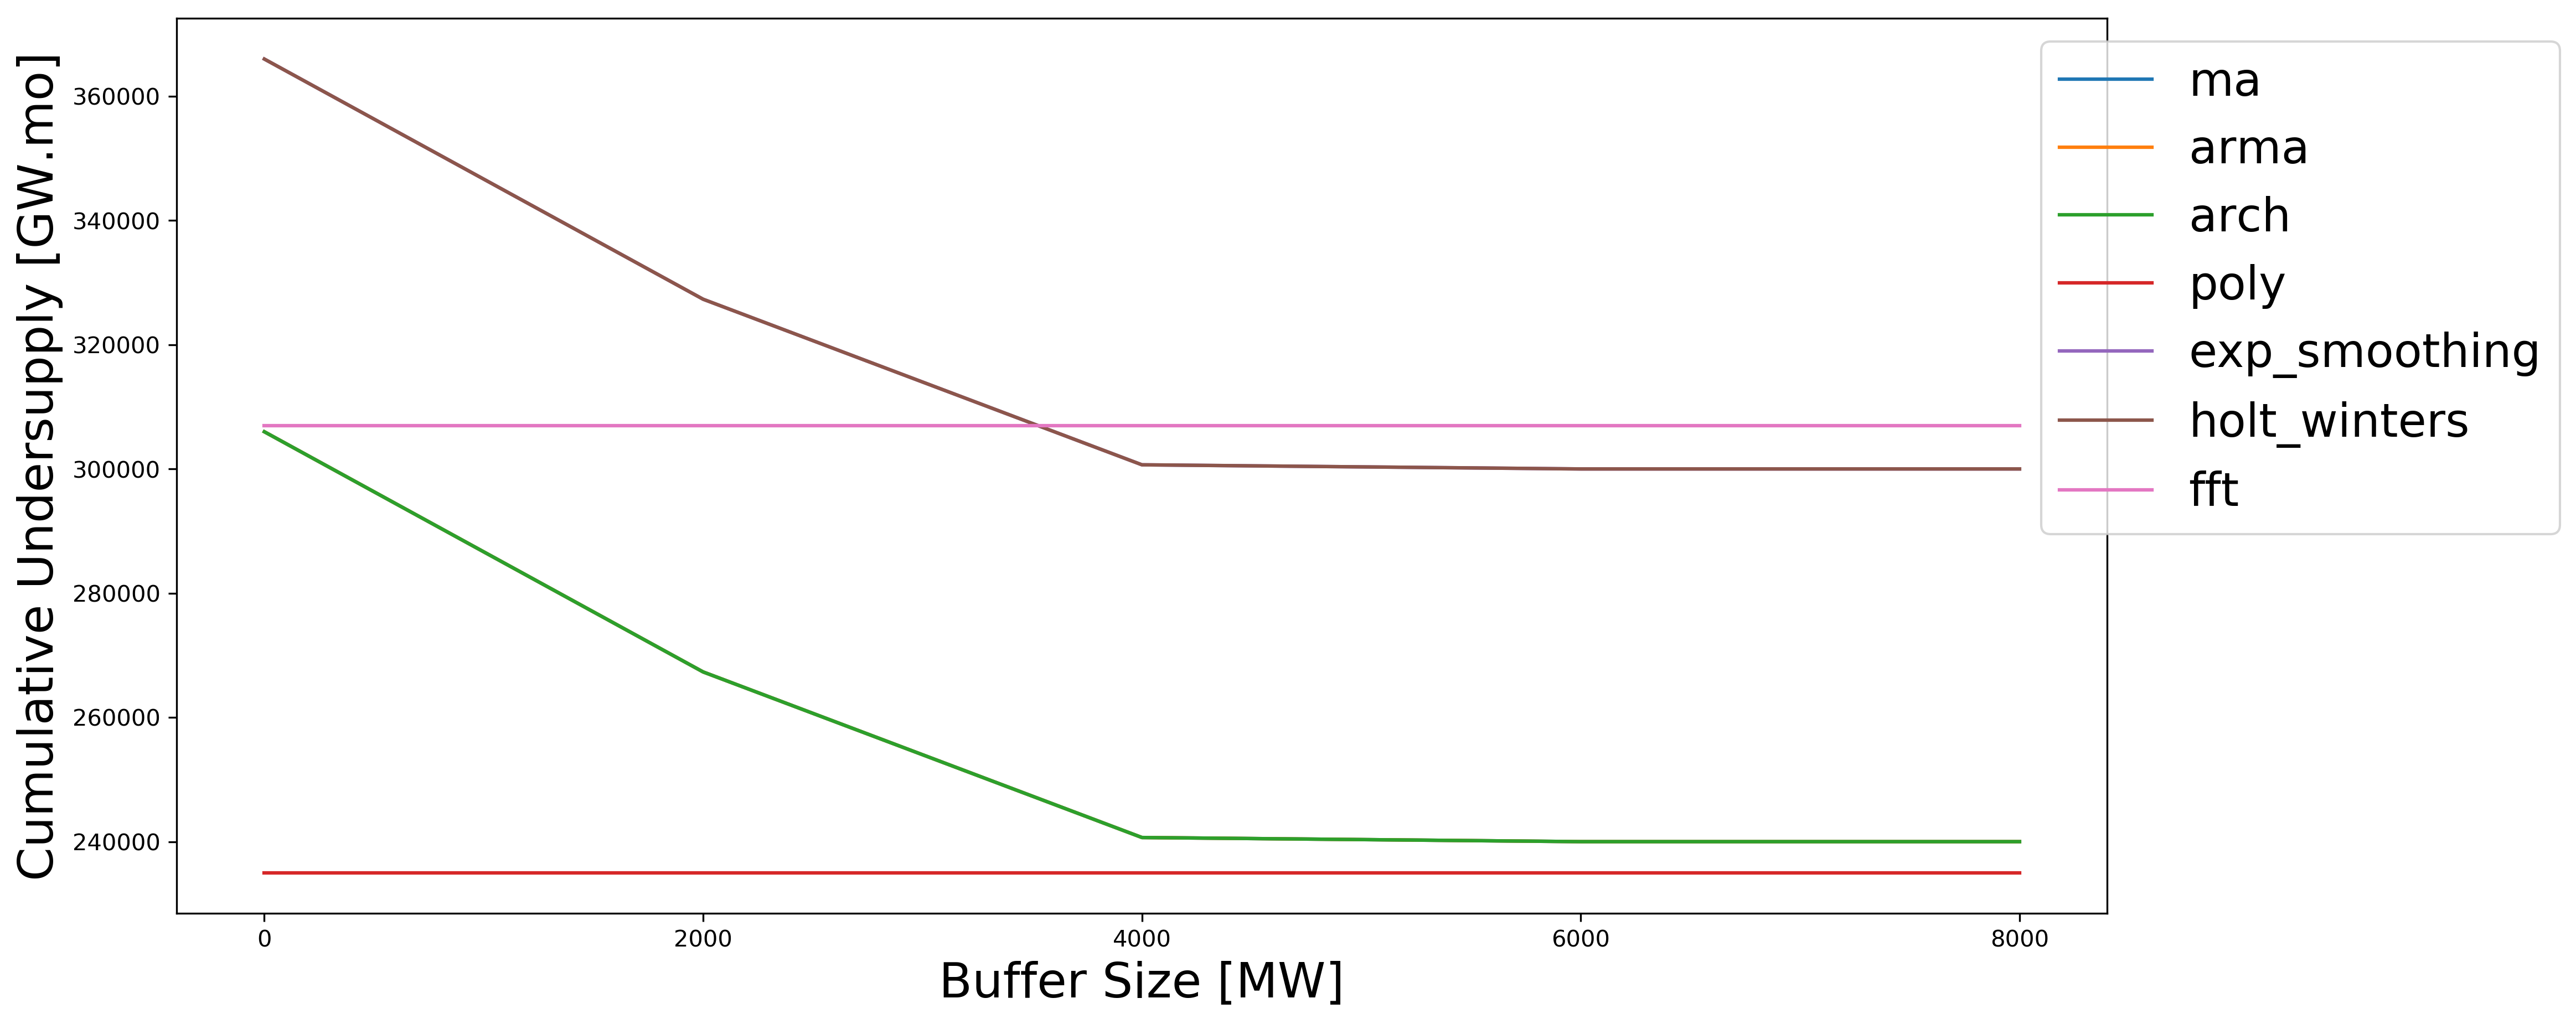 Cumulative Undersupply [GW.mo]
360000
340000
320000
300000
280000
260000
240000
0 2000 4000 6000 8000
Buffer Size [MW]
ma
arma
arch
poly
exp_smoothing
holt_winters
fft